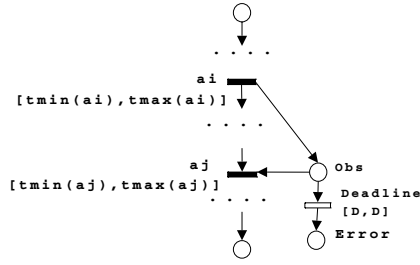 . . . .
ai
[tmin(ai),tmax(ai)]
. . . .
aj
Obs
[tmin(aj),tmax(aj)]
Deadline
. . . .
[D,D]
Error